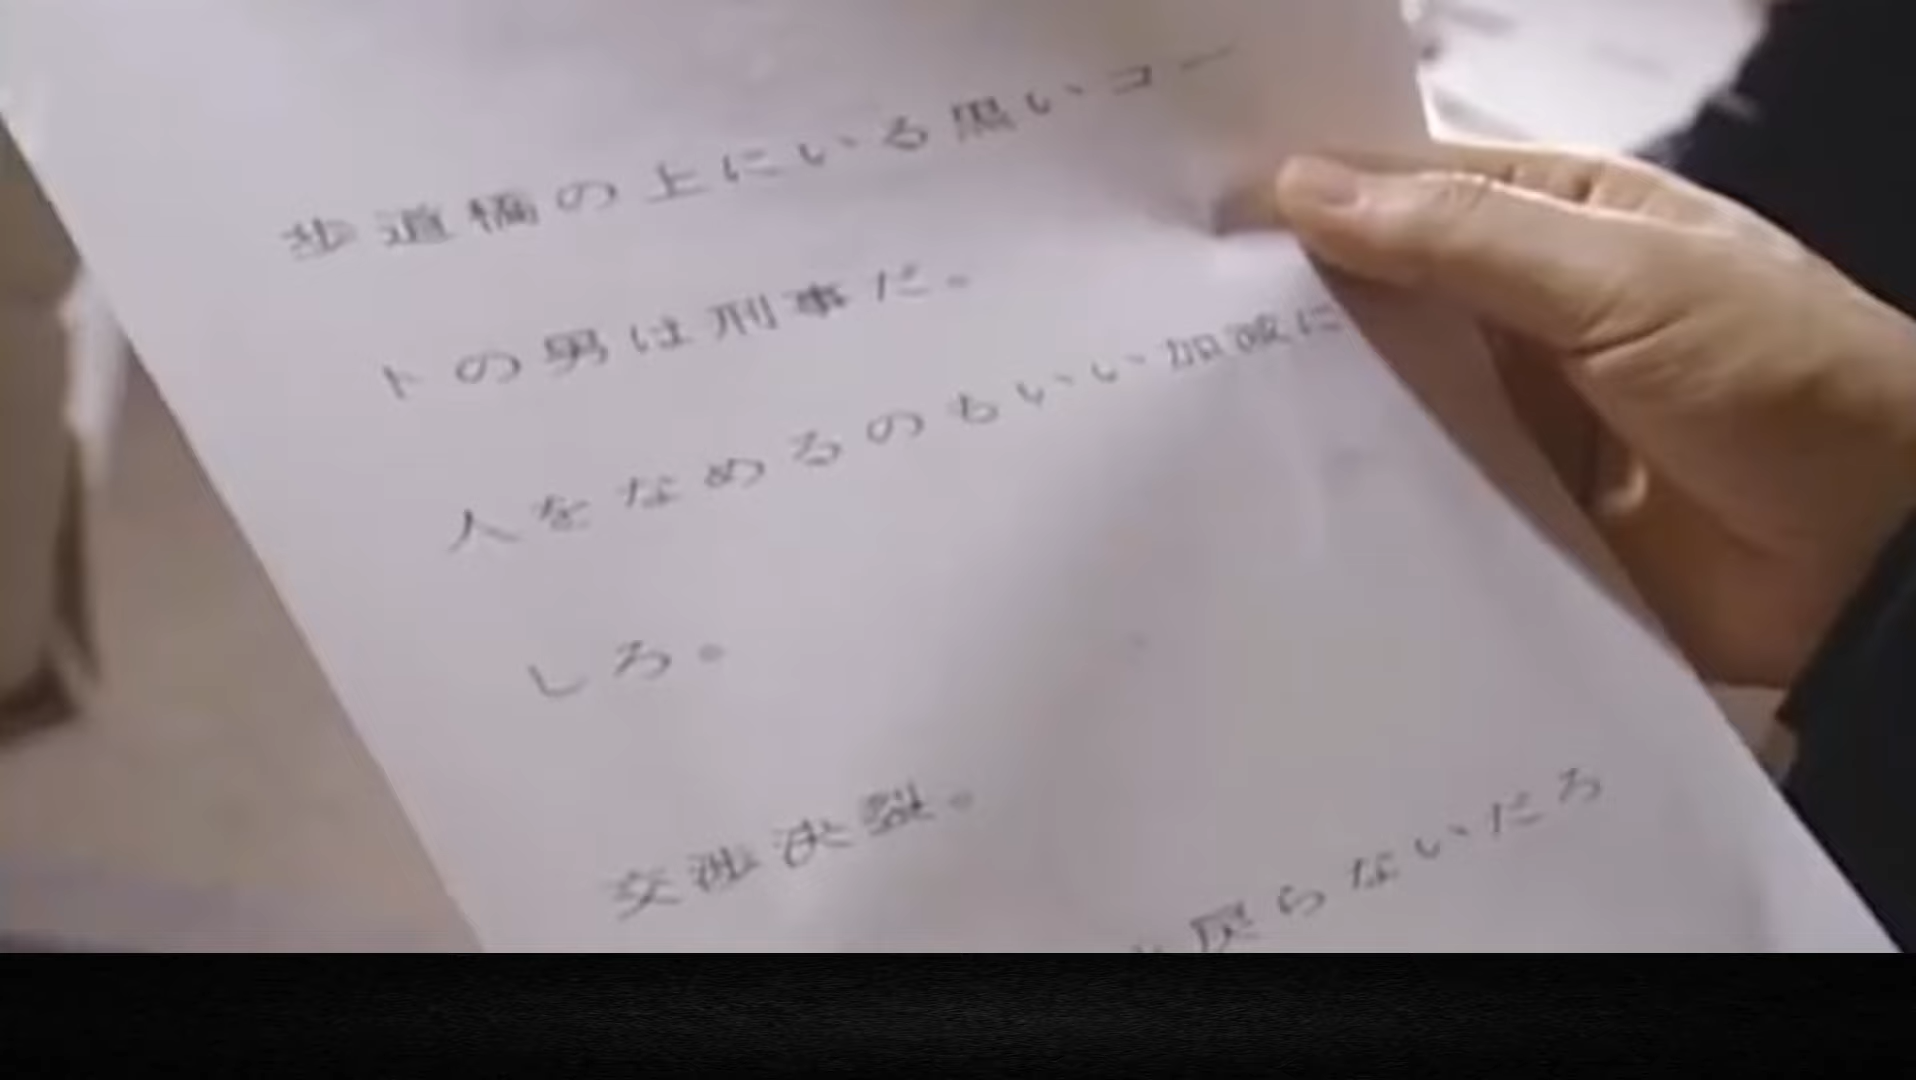 歩道橋の上にいる黒いコー
トの男は刑事だ。
人をなめるのもいい加減に
しろ。
交渉決裂。
戻らないだろ